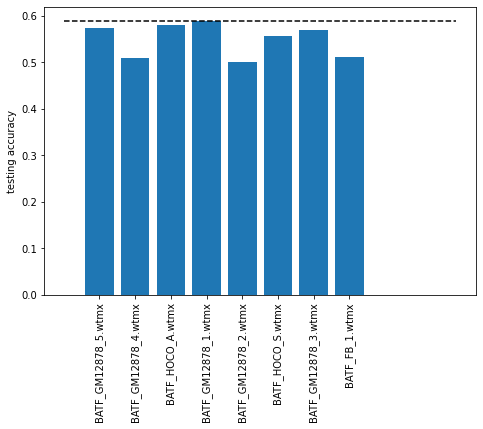 0.6
0.5
0.4
0.3
0.2
0.1
0.0
testing accuracy
BATF_GM12878_5.wtmx
BATF_GM12878_4.wtmx
BATF_HOCO_A.wtmx
BATF_GM12878_1.wtmx
BATF_GM12878_2.wtmx
BATF_HOCO_S.wtmx
BATF_GM12878_3.wtmx
BATF_FB_1.wtmx